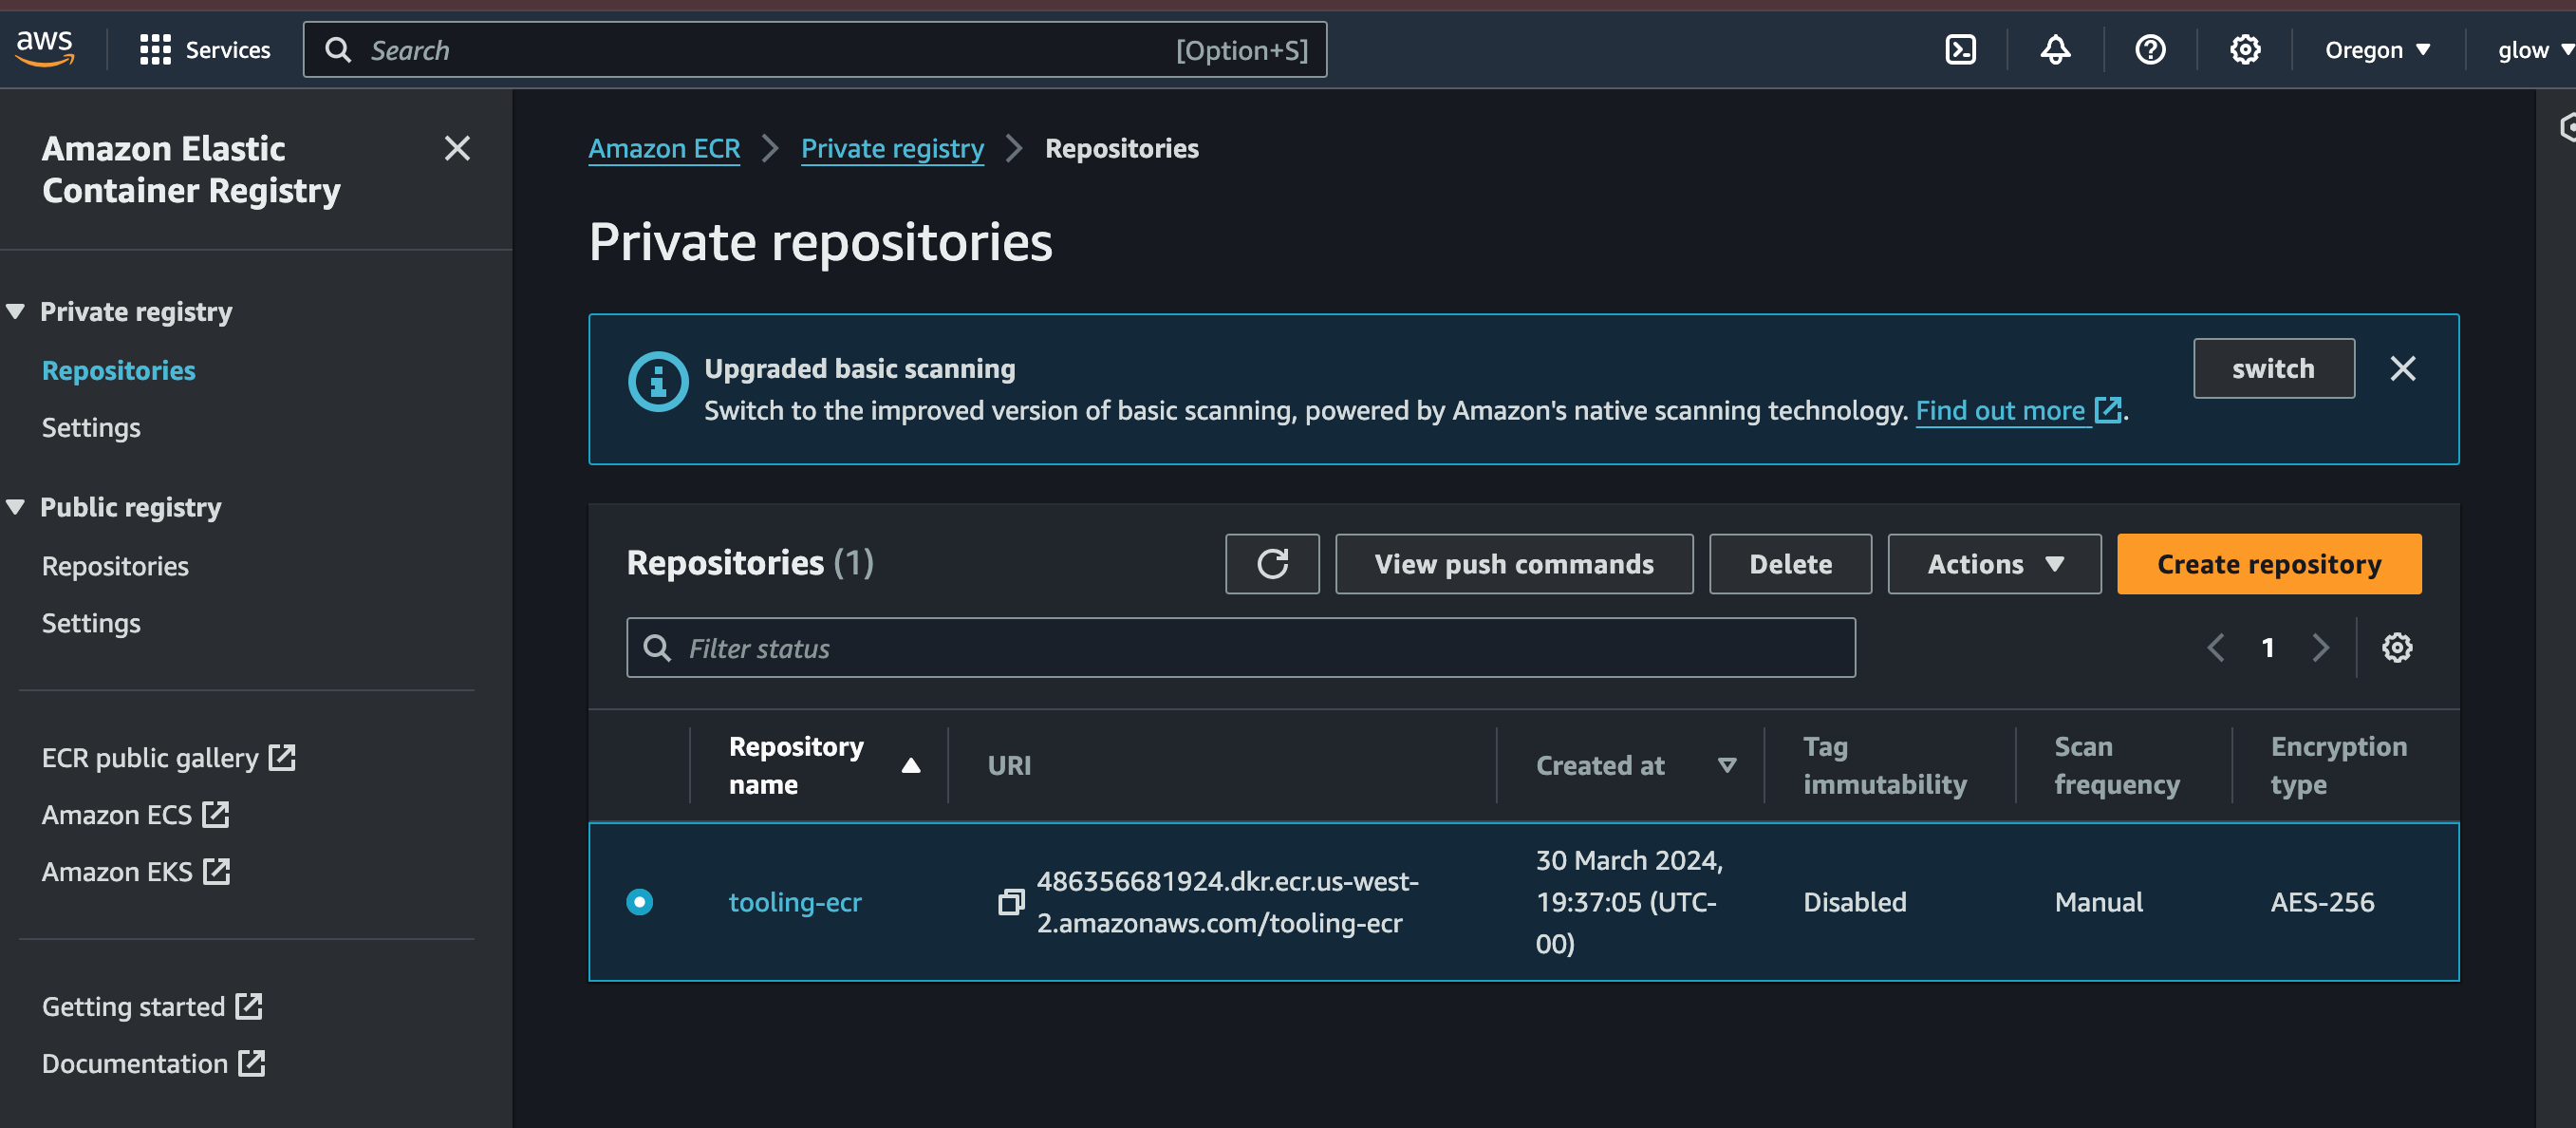 aws
Services
Search
[Option+S]
Oregon
glow
Amazon Elastic
Container Registry
Private registry
Repositories
Settings
Public registry
Repositories
Settings
ECR public gallery
Amazon ECS
Amazon EKS
Getting started
Documentation
Amazon ECR
Private registry
Repositories
Private repositories
Upgraded basic scanning
Switch to the improved version of basic scanning, powered by Amazon's native scanning technology. Find out more.
switch
Repositories (1)
View push commands
Delete
Actions
Create repository
Filter status
1
Repository
name
URI
Created at
Tag
immutability
Scan
frequency
Encryption
type
tooling-ecr
486356681924.dkr.ecr.us-west-
2.amazonaws.com/tooling-ecr
30 March 2024,
19:37:05 (UTC-
00)
Disabled
Manual
AES-256